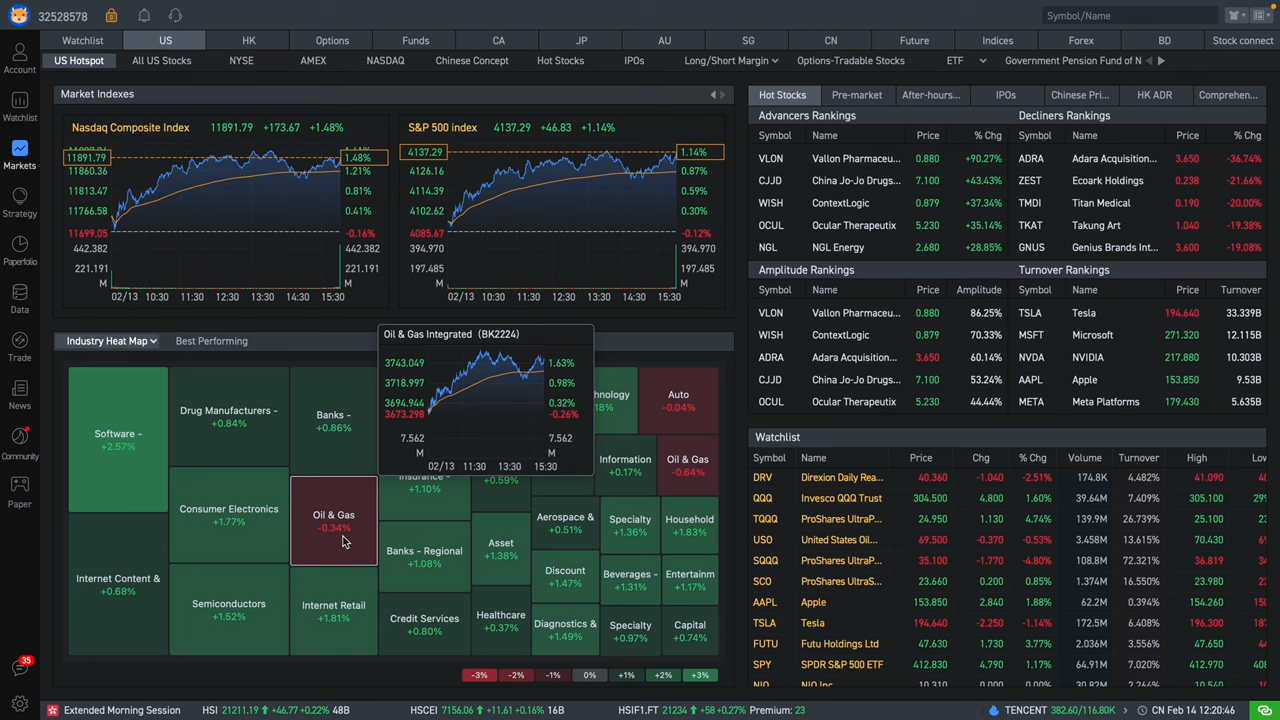 32528578
Symbol/Name
Watchlist US HK Options Funds CA JP AU SG CN Future Indices Forex BD Stock connect
US Hotspot All US Stocks NYSE AMEX NASDAQ Chinese Concept Hot Stocks IPOs Long/Short Margin Options-Tradable Stocks ETF Government Pension Fund of N
Account
Watchlist
Markets
Strategy
Paperfolio
Data
Trade
News
Community
Paper
35
Market Indexes
Nasdaq Composite Index 11891.79 +173.67 +1.48%
11891.79 1.48%
11860.36 1.21%
11813.47 0.81%
11766.58 0.41%
11699.05 -0.16%
442.382 442.382
221.191 221.191
M M
02/13 10:30 11:30 12:30 13:30 14:30 15:30
S&P 500 index 4137.29 +46.83 +1.14%
4137.29 1.14%
4126.16 0.87%
4114.39 0.59%
4102.62 0.30%
4085.67 -0.12%
394.970 394.970
197.485 197.485
M M
02/13 10:30 11:30 12:30 13:30 14:30 15:30
Industry Heat Map Best Performing
Software -
+2.57%
Internet Content &
+0.68%
Drug Manufacturers -
+0.84%
Consumer Electronics
+1.77%
Semiconductors
+1.52%
Banks -
+0.86%
Oil & Gas
-0.34%
Internet Retail
+1.81%
Oil & Gas Integrated (BK2224)
3743.049 1.63%
3718.997 0.98%
3694.944 0.32%
3673.298 -0.26%
7.562 7.562
M M
02/13 11:30 13:30 15:30
Insurance -
+1.10%
Banks - Regional
+1.08%
Credit Services
+0.80%
+0.59%
Asset
+1.38%
Healthcare
+0.37%
Aerospace &
+0.51%
Discount
+1.47%
Diagnostics &
+1.49%
hnology
18%
Information
+0.17%
Specialty
+1.36%
Beverages -
+1.31%
Specialty
+0.97%
Auto
-0.04%
Oil & Gas
-0.64%
Household
+1.83%
Entertainm
+1.17%
Capital
+0.74%
-3% -2% -1% 0% +1% +2% +3%
Hot Stocks Pre-market After-hours... IPOs Chinese Pri... HK ADR Comprehen...
Advancers Rankings
Symbol Name Price % Chg
VLON Vallon Pharmaceu... 0.880 +90.27%
CJJD China Jo-Jo Drugs... 7.100 +43.43%
WISH ContextLogic 0.879 +37.34%
OCUL Ocular Therapeutix 5.230 +35.14%
NGL NGL Energy 2.680 +28.85%
Decliners Rankings
Symbol Name Price % Chg
ADRA Adara Acquisition... 3.650 -36.74%
ZEST Ecoark Holdings 0.238 -21.66%
TMDI Titan Medical 0.190 -20.00%
TKAT Takung Art 1.040 -19.38%
GNUS Genius Brands Int... 3.600 -19.08%
Amplitude Rankings
Symbol Name Price Amplitude
VLON Vallon Pharmaceu... 0.880 86.25%
WISH ContextLogic 0.879 70.33%
ADRA Adara Acquisition... 3.650 60.14%
CJJD China Jo-Jo Drugs... 7.100 53.24%
OCUL Ocular Therapeutix 5.230 44.44%
Turnover Rankings
Symbol Name Price Turnover
TSLA Tesla 194.640 33.339B
MSFT Microsoft 271.320 12.115B
NVDA NVIDIA 217.880 10.303B
AAPL Apple 153.850 9.53B
META Meta Platforms 179.430 5.635B
Watchlist
Symbol Name Price Chg % Chg Volume Turnover High Lo
DRV Direxion Daily Rea... 40.360 -1.040 -2.51% 174.8K 4.482% 41.090
QQQ Invesco QQQ Trust 304.500 4.800 1.60% 39.64M 7.940% 305.100
TQQQ ProShares UltraP... 24.950 1.130 4.74% 139.9M 26.739% 25.100
USO United States Oil... 69.500 -0.370 -0.53% 3.458M 13.615% 70.430
SQQQ ProShares UltraP... 35.100 -1.770 -4.80% 108.8M 32.361% 36.819
SCO ProShares UltraS... 23.660 0.200 0.85% 1.374M 16.550% 23.980
AAPL Apple 153.850 2.840 1.88% 62.2M 0.394% 154.260
TSLA Tesla 194.640 -2.250 -1.14% 172.5M 6.408% 196.300
FUTU Futu Holdings Ltd 47.630 1.730 3.77% 2.036M 3.556% 47.650
SPY SPDR S&P 500 ETF 412.830 4.790 1.17% 64.91M 7.020% 412.970
Extended Morning Session HSI 21211.19 +46.77 +0.22% 48B HSCEI 7156.06 +11.61 +0.16% 16B HSIF1.FT 21234 +58 +0.27% Premium: 23 TENCENT 382.60/116.80K CN Feb 14 12:20:46